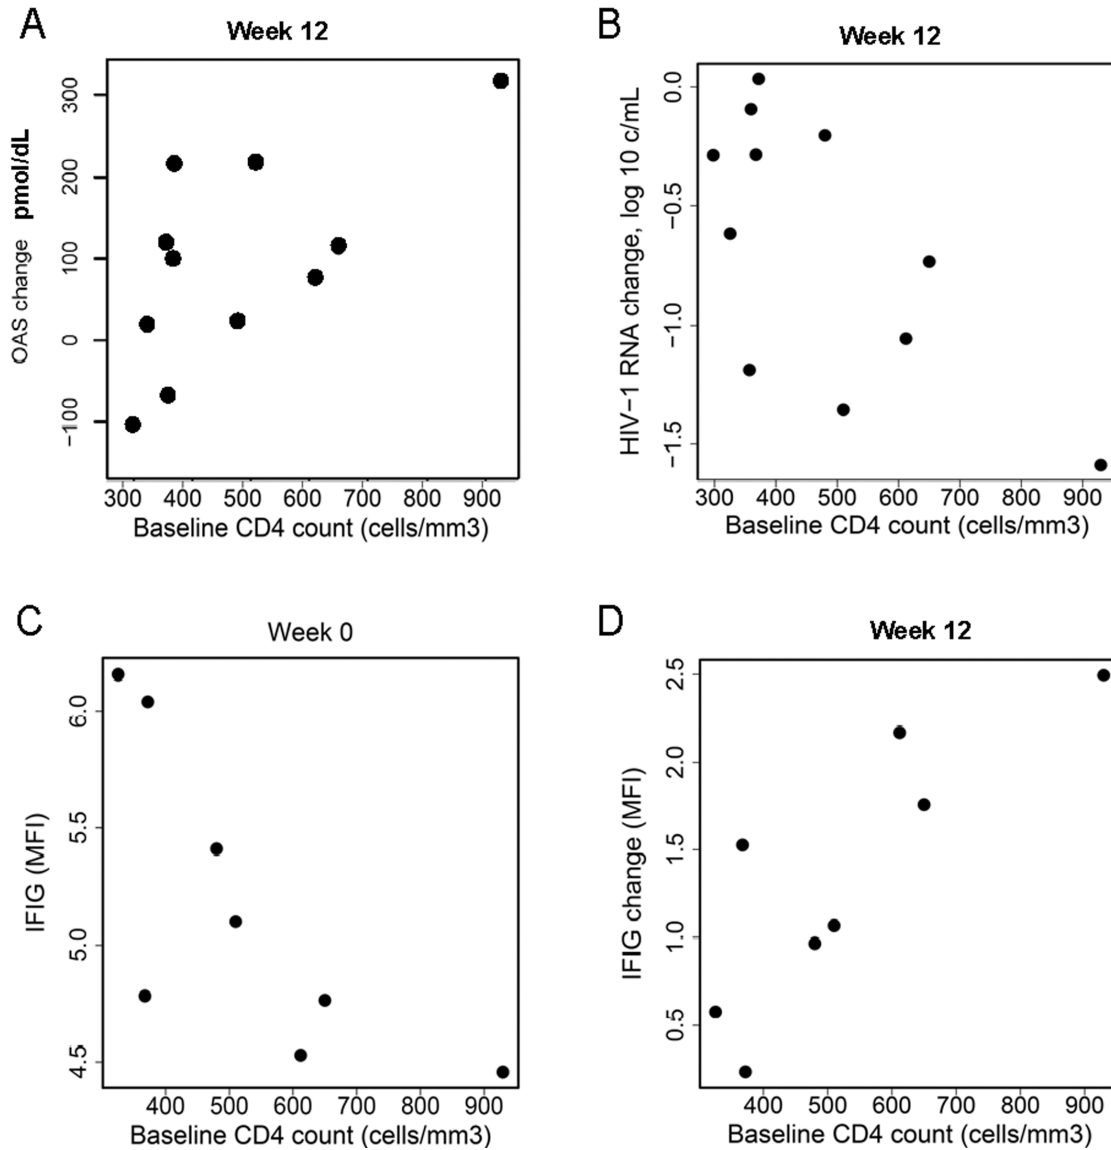 A
Week 12
OAS change pmol/dL
300
200
100
0
−100
300 400 500 600 700 800 900
Baseline CD4 count (cells/mm3)
B
Week 12
HIV−1 RNA change, log 10 c/mL
0.0
−0.5
−1.0
−1.5
300 400 500 600 700 800 900
Baseline CD4 count (cells/mm3)
C
Week 0
IFIG (MFI)
6.0
5.5
5.0
4.5
400 500 600 700 800 900
Baseline CD4 count (cells/mm3)
D
Week 12
IFIG change (MFI)
2.5
2.0
1.5
1.0
0.5
400 500 600 700 800 900
Baseline CD4 count (cells/mm3)